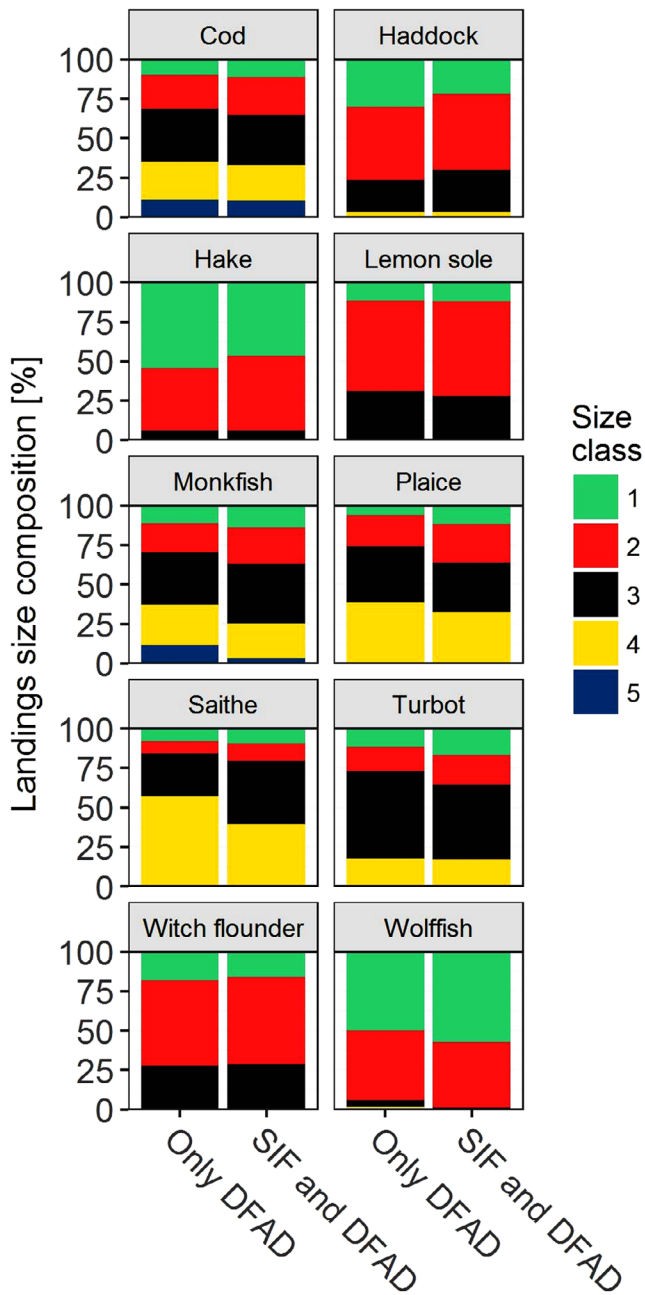 Landings size composition [%]
Cod
Haddock
100
75
50
25
0
Hake
Lemon sole
100
75
50
25
0
Monkfish
Plaice
100
75
50
25
0
Saithe
Turbot
100
75
50
25
0
Witch flounder
Wolffish
100
75
50
25
0
Only DFAD
SIF and DFAD
Only DFAD
SIF and DFAD
Size
class
1
2
3
4
5